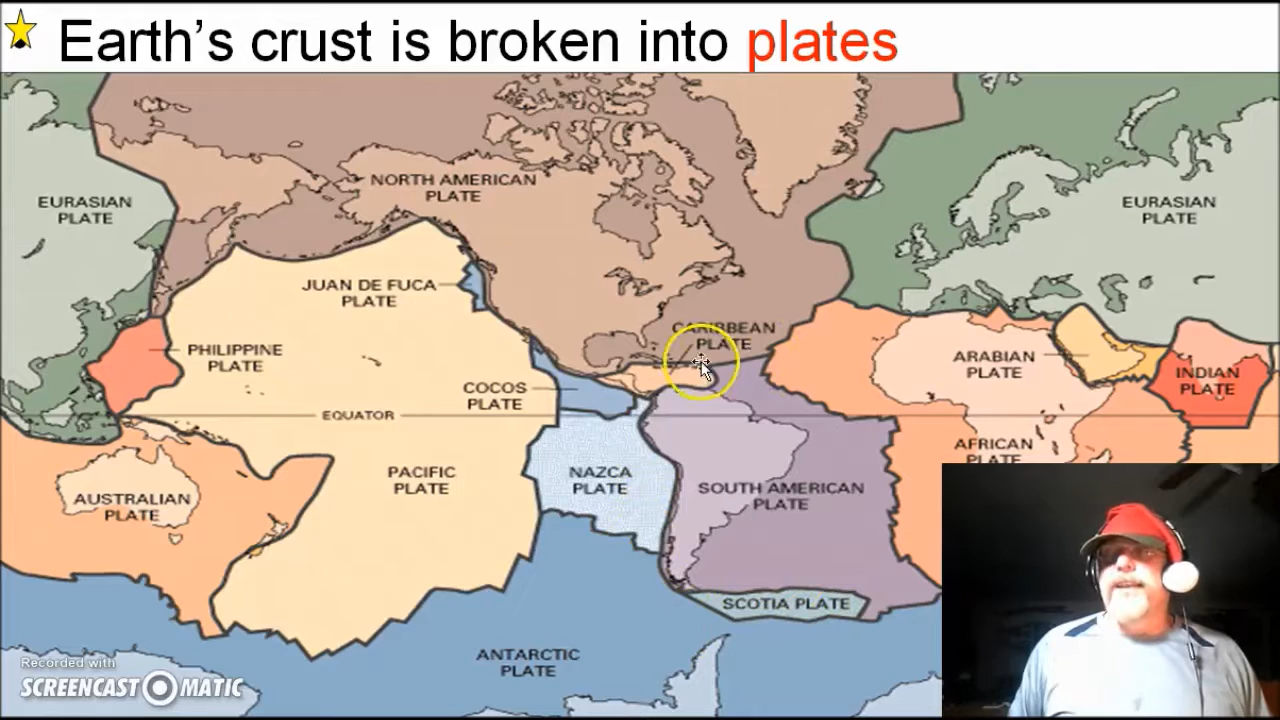 Earth's crust is broken into plates
NORTH AMERICAN
PLATE
EURASIAN
PLATE
EURASIAN
PLATE
JUAN DE FUCA
PLATE
CARIBBEAN
PLATE
PHILIPPINE
PLATE
ARABIAN
PLATE
INDIAN
PLATE
COCOS
PLATE
EQUATOR
AFRICAN
PLATE
PACIFIC
PLATE
NAZCA
PLATE
SOUTH AMERICAN
PLATE
AUSTRALIAN
PLATE
SCOTIA PLATE
ANTARCTIC
PLATE
Recorded with
SCREENCAST MATIC